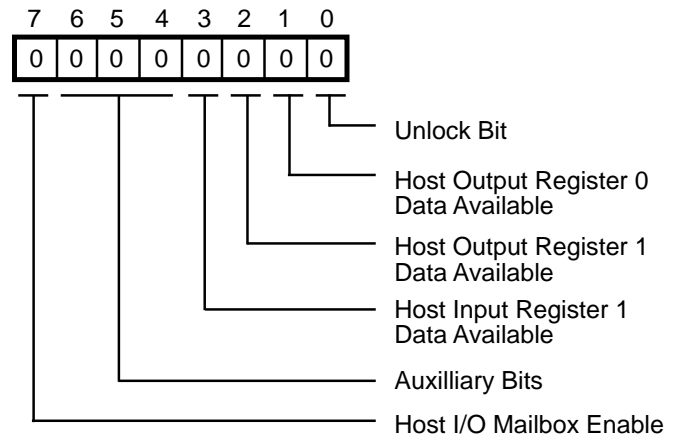 7 6 5 4 3 2 1 0
0 0 0 0 0 0 0 0
Unlock Bit
Host Output Register 0
Data Available
Host Output Register 1
Data Available
Host Input Register 1
Data Available
Auxilliary Bits
Host I/O Mailbox Enable